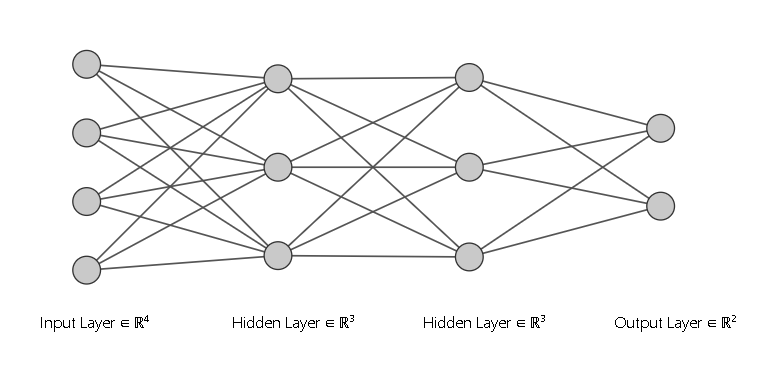 Input Layer ∈ ℝ⁴
Hidden Layer ∈ ℝ³
Hidden Layer ∈ ℝ³
Output Layer ∈ ℝ²